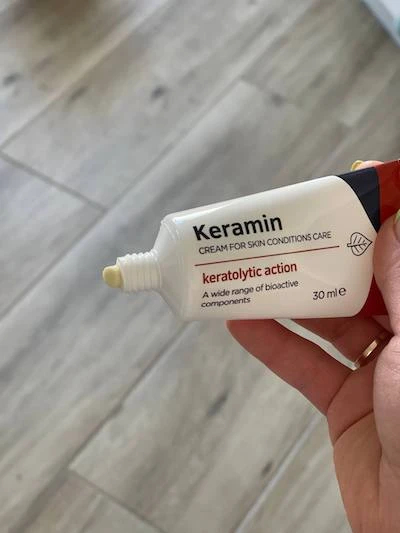 Keramin
CREAM FOR SKIN CONDITIONS CARE
keratolytic action
A wide range of bioactive
components
30 ml e